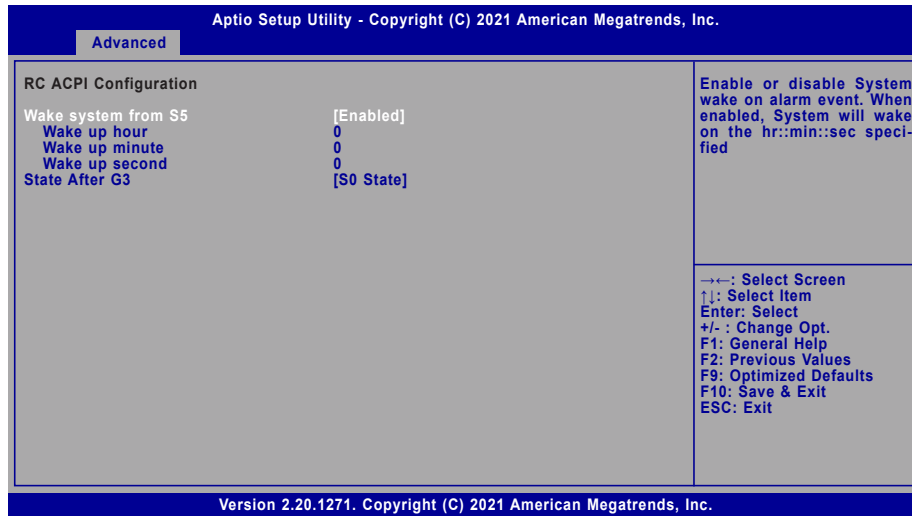 Aptio Setup Utility - Copyright (C) 2021 American Megatrends, Inc.
Advanced
RC ACPI Configuration
Wake system from S5 [Enabled]
Wake up hour 0
Wake up minute 0
Wake up second 0
State After G3 [S0 State]
Enable or disable System
wake on alarm event. When
enabled, System will wake
on the hr::min::sec speci-
fied
→←: Select Screen
↑↓: Select Item
Enter: Select
+/- : Change Opt.
F1: General Help
F2: Previous Values
F9: Optimized Defaults
F10: Save & Exit
ESC: Exit
Version 2.20.1271. Copyright (C) 2021 American Megatrends, Inc.